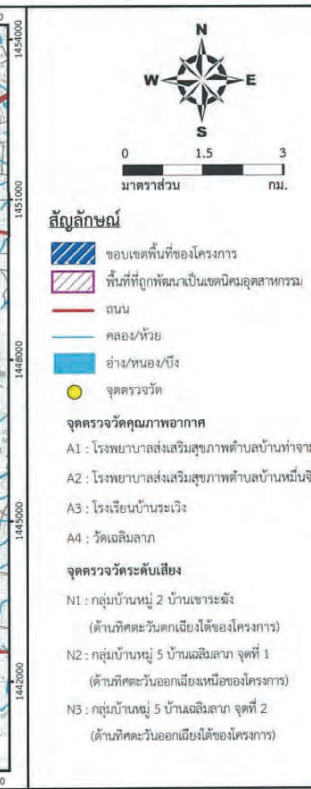 N
W E
S
0 1.5 3
มาตราส่วน กม.
สัญลักษณ์
ขอบเขตพื้นที่ของโครงการ
พื้นที่ที่ถูกพัฒนาเป็นเขตนิคมอุตสาหกรรม
ถนน
คลอง/ห้วย
อ่าง/หนอง/บึง
จุดตรวจวัด
จุดตรวจวัดคุณภาพอากาศ
A1 : โรงพยาบาลส่งเสริมสุขภาพตำบลบ้านท่าจาม
A2 : โรงพยาบาลส่งเสริมสุขภาพตำบลบ้านหมื่นจิ
A3 : โรงเรียนบ้านระเวิง
A4 : วัดเฉลิมลาภ
จุดตรวจวัดระดับเสียง
N1 : กลุ่มบ้านหมู่ 2 บ้านเขาระฆัง
(ด้านทิศตะวันตกเฉียงใต้ของโครงการ)
N2 : กลุ่มบ้านหมู่ 5 บ้านเฉลิมลาภ จุดที่ 1
(ด้านทิศตะวันออกเฉียงเหนือของโครงการ)
N3 : กลุ่มบ้านหมู่ 5 บ้านเฉลิมลาภ จุดที่ 2
(ด้านทิศตะวันออกเฉียงใต้ของโครงการ)
1454000
1451000
1448000
1445000
1442000